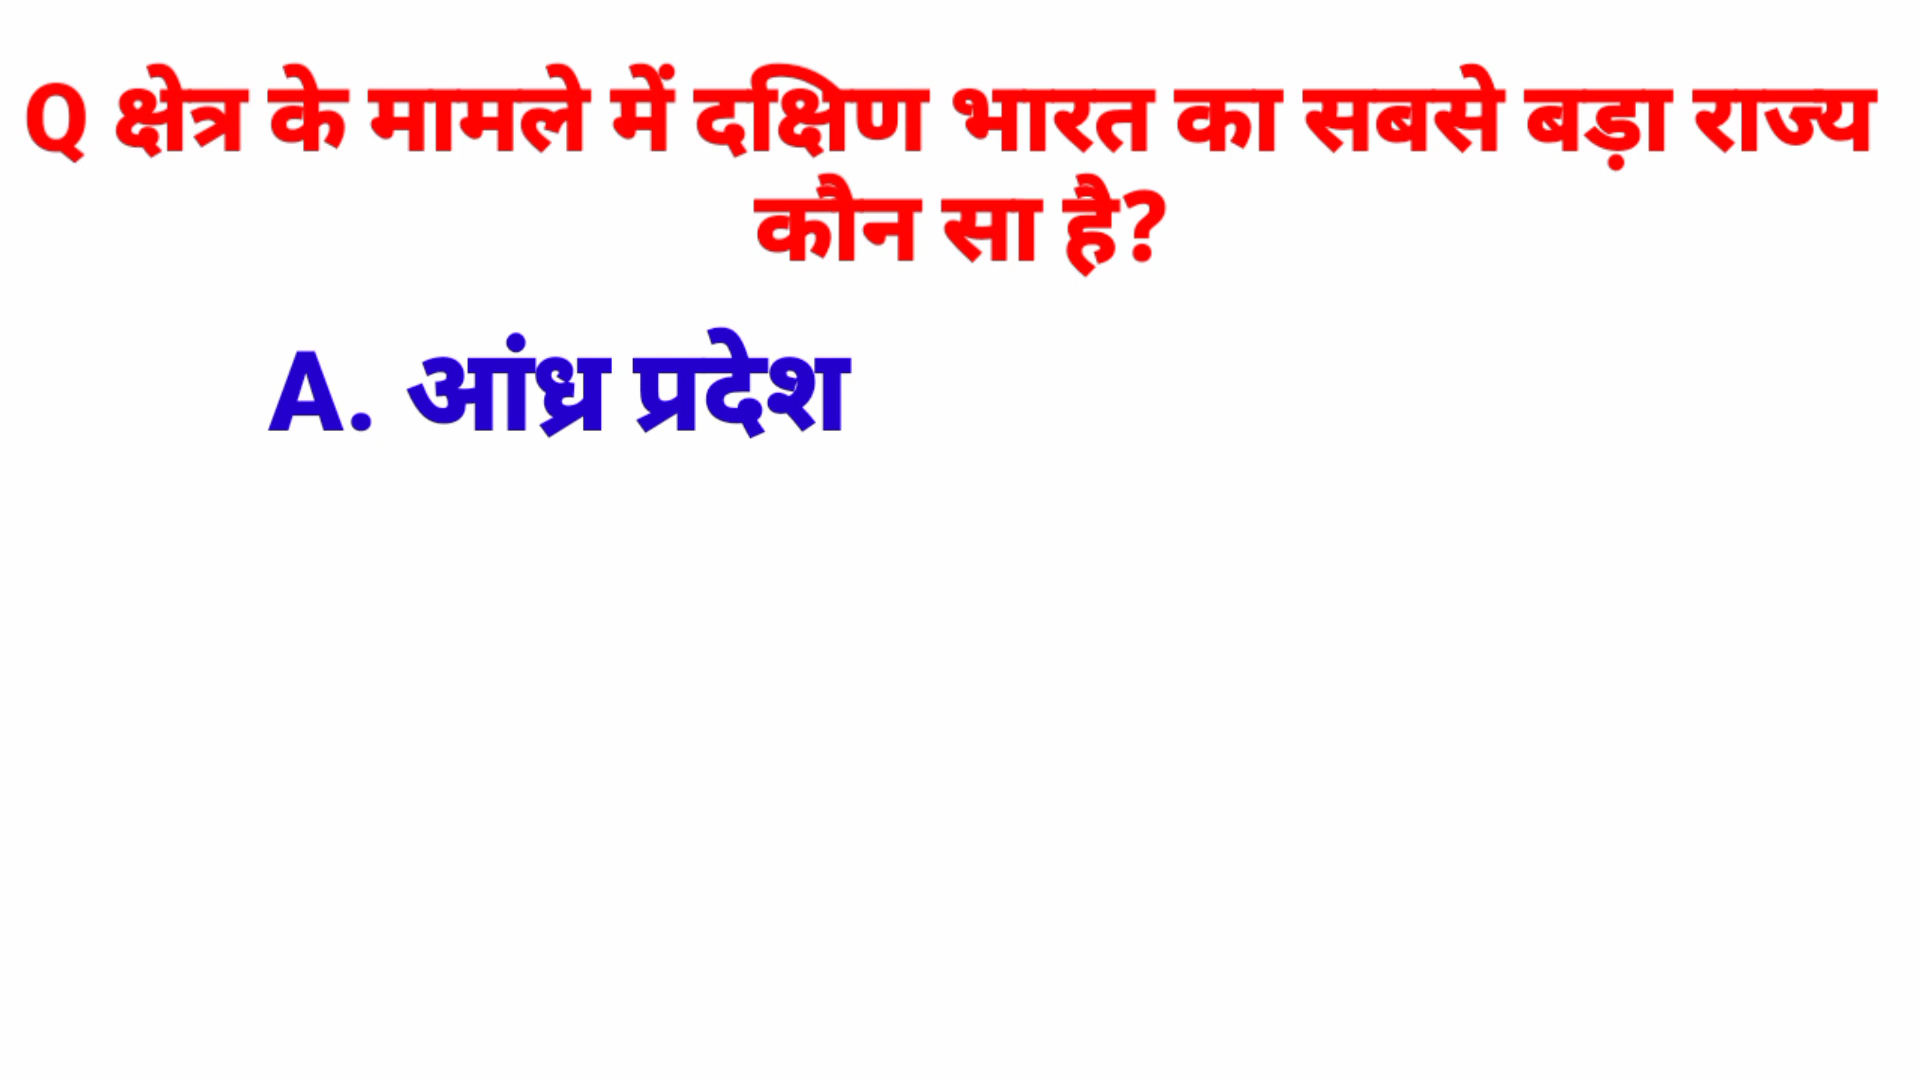 Q क्षेत्र के मामले में दक्षिण भारत का सबसे बड़ा राज्य
कौन सा है?
A. आंध्र प्रदेश